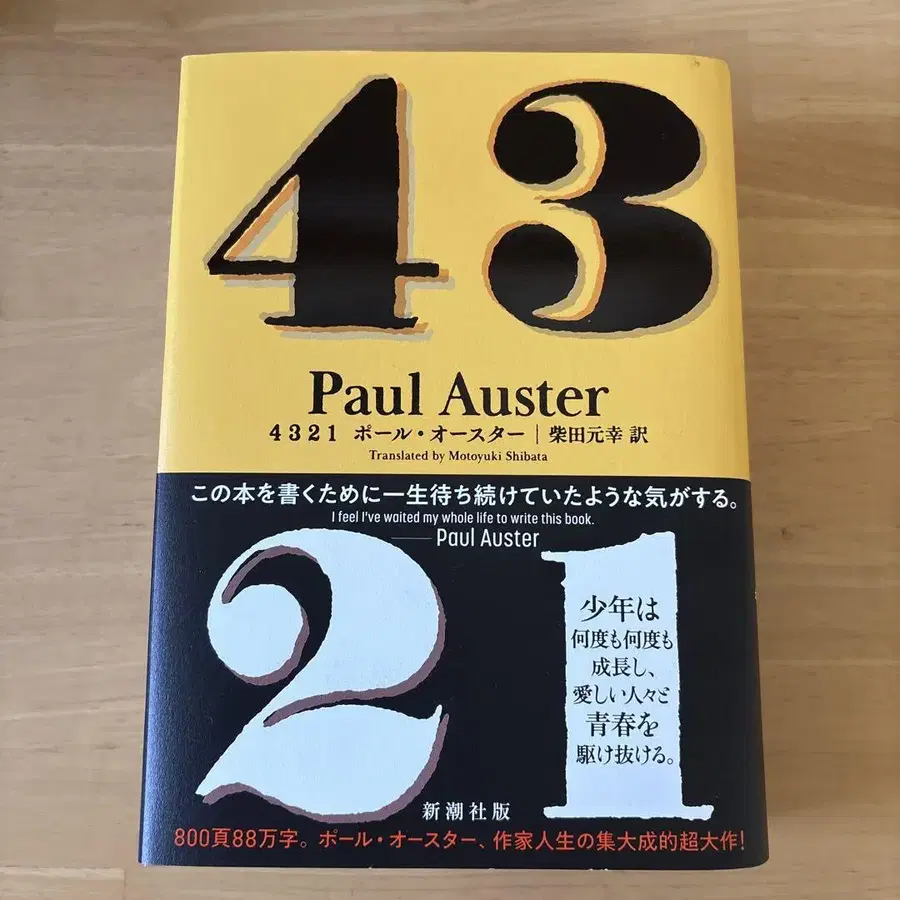 43
Paul Auster
4321 ポール・オースター｜柴田元幸 訳
Translated by Motoyuki Shibata
この本を書くために一生待ち続けていたような気がする。
I feel I've waited my whole life to write this book.
——Paul Auster
21
少年は
何度も何度も
成長し、
愛しい人々と
青春を
駆け抜ける。
新潮社版
800頁88万字。ポール・オースター、作家人生の集大成的超大作!